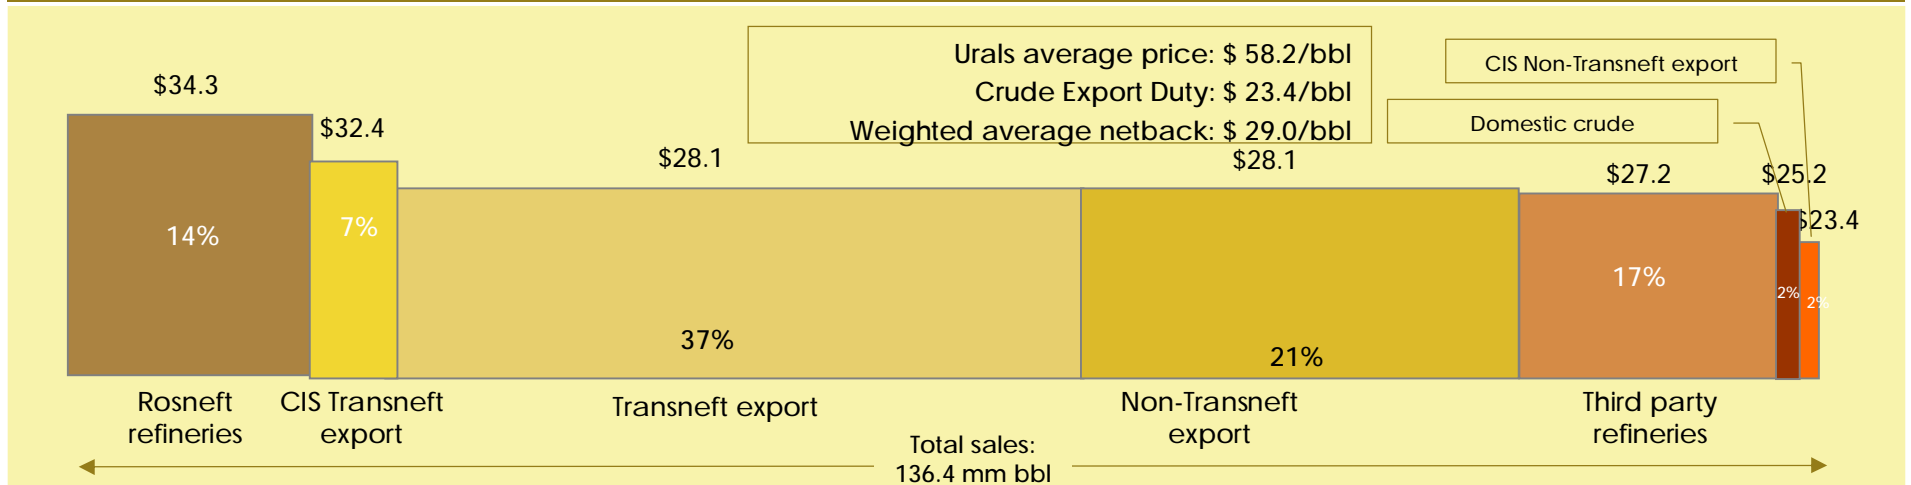 Urals average price: $ 58.2/bbl
Crude Export Duty: $ 23.4/bbl
Weighted average netback: $ 29.0/bbl
CIS Non-Transneft export
Domestic crude
$34.3
$32.4
$28.1
$28.1
$27.2
$25.2
$23.4
14%
7%
37%
21%
17%
2%
2%
Rosneft
refineries
CIS Transneft
export
Transneft export
Non-Transneft
export
Third party
refineries
Total sales:
136.4 mm bbl